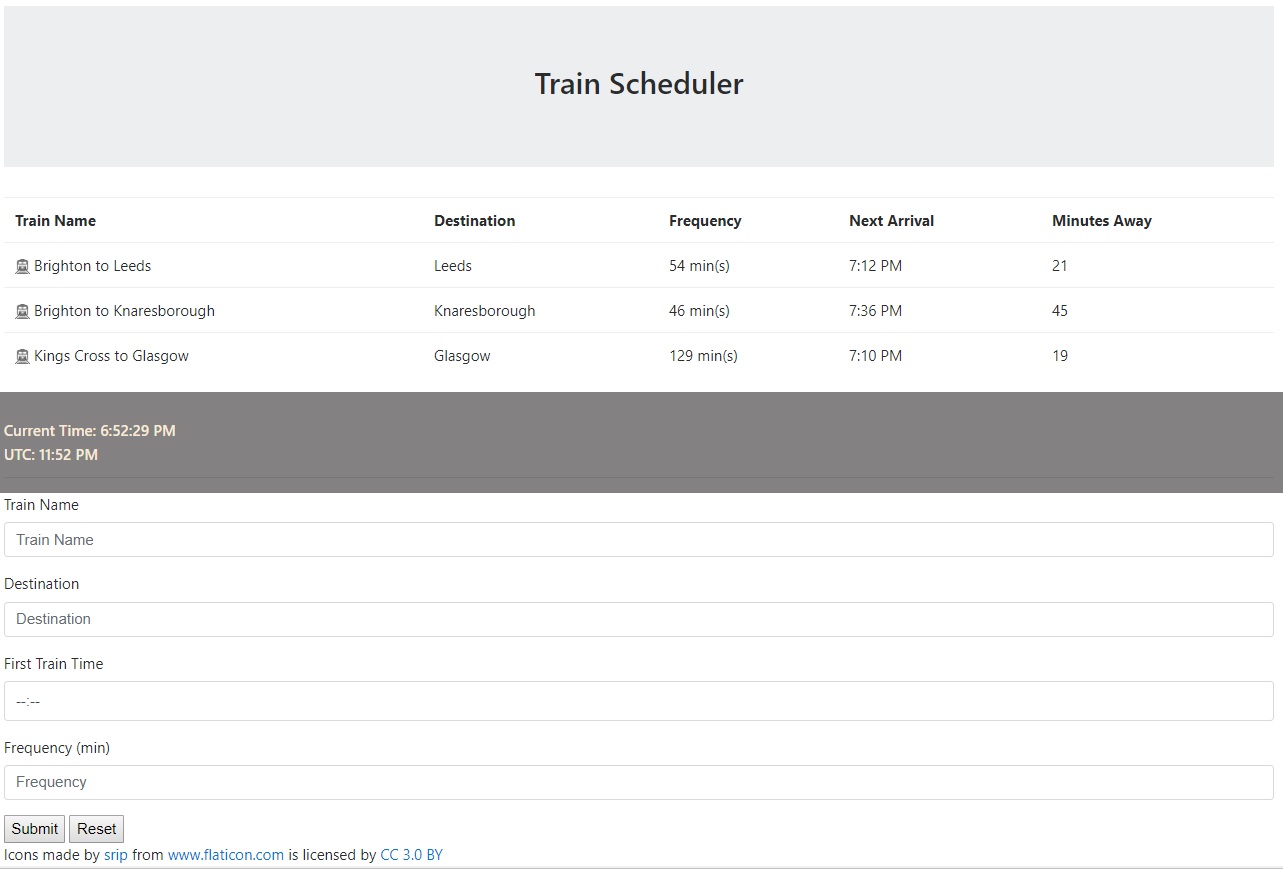 Train Scheduler
Train Name Destination Frequency Next Arrival Minutes Away
Brighton to Leeds Leeds 54 min(s) 7:12 PM 21
Brighton to Knaresborough Knaresborough 46 min(s) 7:36 PM 45
Kings Cross to Glasgow Glasgow 129 min(s) 7:10 PM 19
Current Time: 6:52:29 PM
UTC: 11:52 PM
Train Name
Train Name
Destination
Destination
First Train Time
--:--
Frequency (min)
Frequency
Submit Reset
Icons made by srip from www.flaticon.com is licensed by CC 3.0 BY